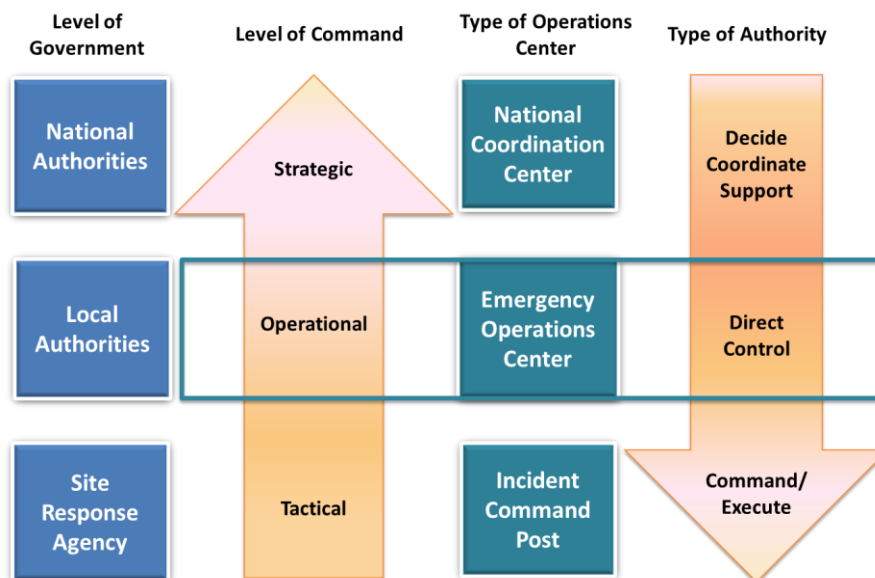 Level of
Government
Level of Command
Type of Operations
Center
Type of Authority
National
Authorities
Strategic
National
Coordination
Center
Decide
Coordinate
Support
Local
Authorities
Operational
Emergency
Operations
Center
Direct
Control
Site
Response
Agency
Tactical
Incident
Command
Post
Command/
Execute